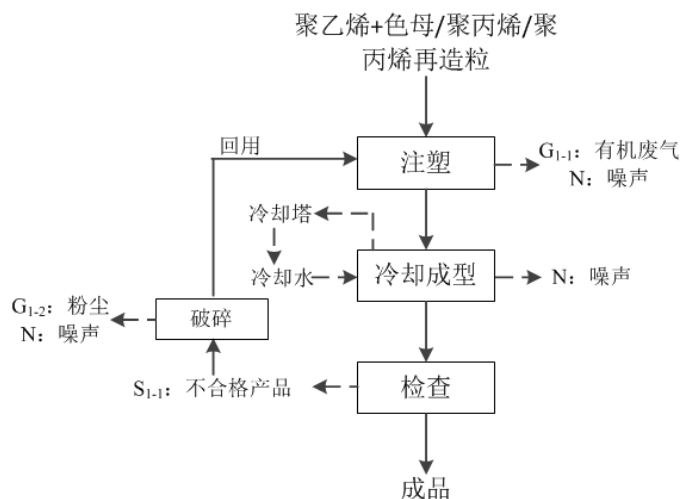 聚乙烯+色母/聚丙烯/聚
丙烯再造粒
回用
注塑
G1-1：有机废气
N：噪声
冷却塔
冷却水
冷却成型
N：噪声
G1-2：粉尘
N：噪声
破碎
S1-1：不合格产品
检查
成品